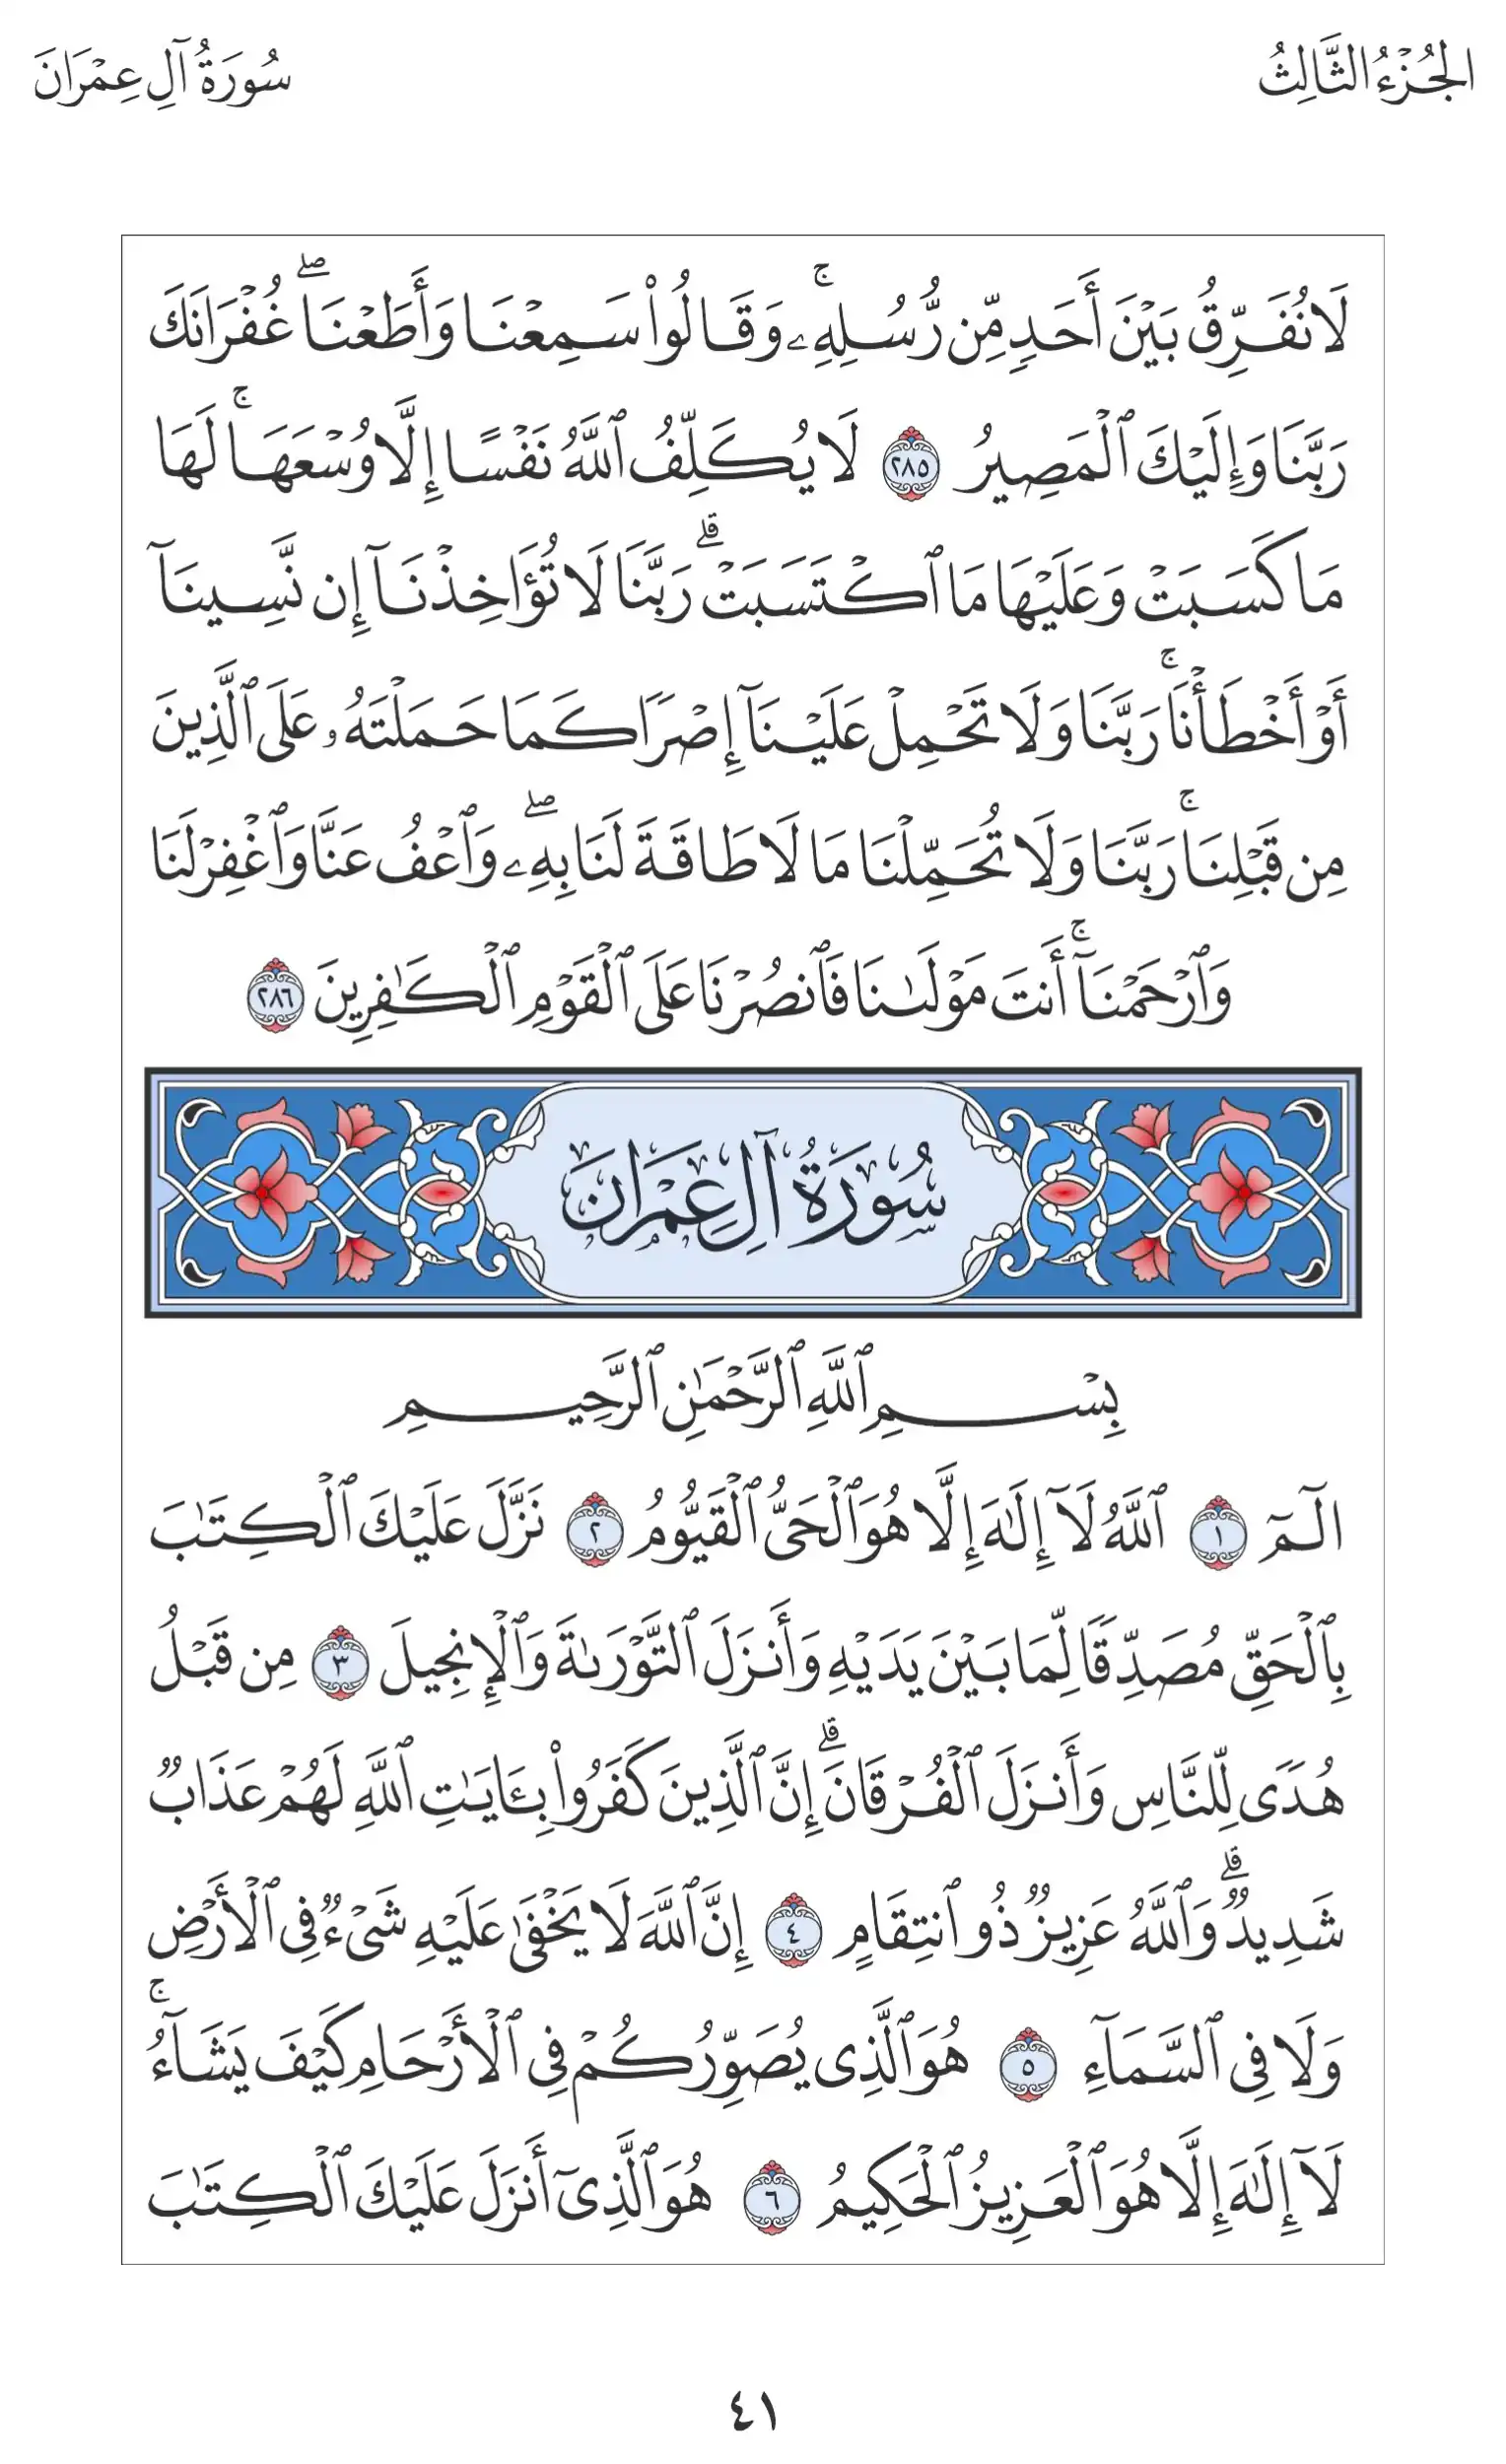 الجُزْءُ الثَّالِثُ
سُورَةُ آلِ عِمْرَانَ
لَا نُفَرِّقُ بَيْنَ أَحَدٍ مِّن رُّسُلِهِۦۚ وَقَالُواْ سَمِعْنَا وَأَطَعْنَاۖ غُفْرَانَكَ
رَبَّنَا وَإِلَيْكَ ٱلْمَصِيرُ ٢٨٥ لَا يُكَلِّفُ ٱللَّهُ نَفْسًا إِلَّا وُسْعَهَاۚ لَهَا
مَا كَسَبَتْ وَعَلَيْهَا مَا ٱكْتَسَبَتْۗ رَبَّنَا لَا تُؤَاخِذْنَآ إِن نَّسِينَآ
أَوْ أَخْطَأْنَاۚ رَبَّنَا وَلَا تَحْمِلْ عَلَيْنَآ إِصْرًا كَمَا حَمَلْتَهُۥ عَلَى ٱلَّذِينَ
مِن قَبْلِنَاۚ رَبَّنَا وَلَا تُحَمِّلْنَا مَا لَا طَاقَةَ لَنَا بِهِۦۖ وَٱعْفُ عَنَّا وَٱغْفِرْ لَنَا
وَٱرْحَمْنَآۚ أَنتَ مَوْلَىٰنَا فَٱنصُرْنَا عَلَى ٱلْقَوْمِ ٱلْكَٰفِرِينَ ٢٨٦
سُورَةُ آلِ عِمْرَانَ
بِسْمِ ٱللَّهِ ٱلرَّحْمَٰنِ ٱلرَّحِيمِ
الٓمٓ ١ ٱللَّهُ لَآ إِلَٰهَ إِلَّا هُوَ ٱلْحَىُّ ٱلْقَيُّومُ ٢ نَزَّلَ عَلَيْكَ ٱلْكِتَٰبَ
بِٱلْحَقِّ مُصَدِّقًا لِّمَا بَيْنَ يَدَيْهِ وَأَنزَلَ ٱلتَّوْرَىٰةَ وَٱلْإِنجِيلَ ٣ مِن قَبْلُ
هُدًى لِّلنَّاسِ وَأَنزَلَ ٱلْفُرْقَانَۗ إِنَّ ٱلَّذِينَ كَفَرُواْ بِـَٔايَٰتِ ٱللَّهِ لَهُمْ عَذَابٌ
شَدِيدٌۗ وَٱللَّهُ عَزِيزٌ ذُو ٱنتِقَامٍ ٤ إِنَّ ٱللَّهَ لَا يَخْفَىٰ عَلَيْهِ شَىْءٌ فِى ٱلْأَرْضِ
وَلَا فِى ٱلسَّمَآءِ ٥ هُوَ ٱلَّذِى يُصَوِّرُكُمْ فِى ٱلْأَرْحَامِ كَيْفَ يَشَآءُۚ
لَآ إِلَٰهَ إِلَّا هُوَ ٱلْعَزِيزُ ٱلْحَكِيمُ ٦ هُوَ ٱلَّذِىٓ أَنزَلَ عَلَيْكَ ٱلْكِتَٰبَ
٤١